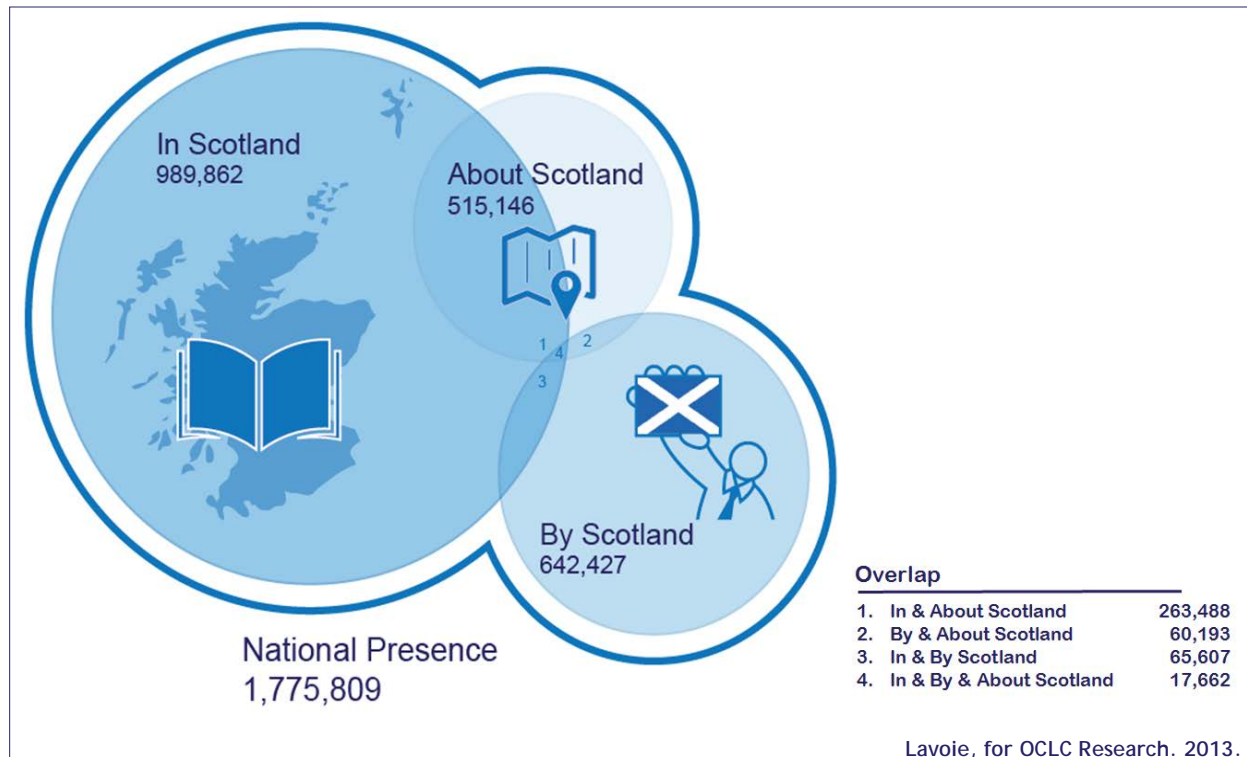 In Scotland
989,862
About Scotland
515,146
1
2
4
3
By Scotland
642,427
National Presence
1,775,809
Overlap
1. In & About Scotland 263,488
2. By & About Scotland 60,193
3. In & By Scotland 65,607
4. In & By & About Scotland 17,662
Lavoie, for OCLC Research. 2013.